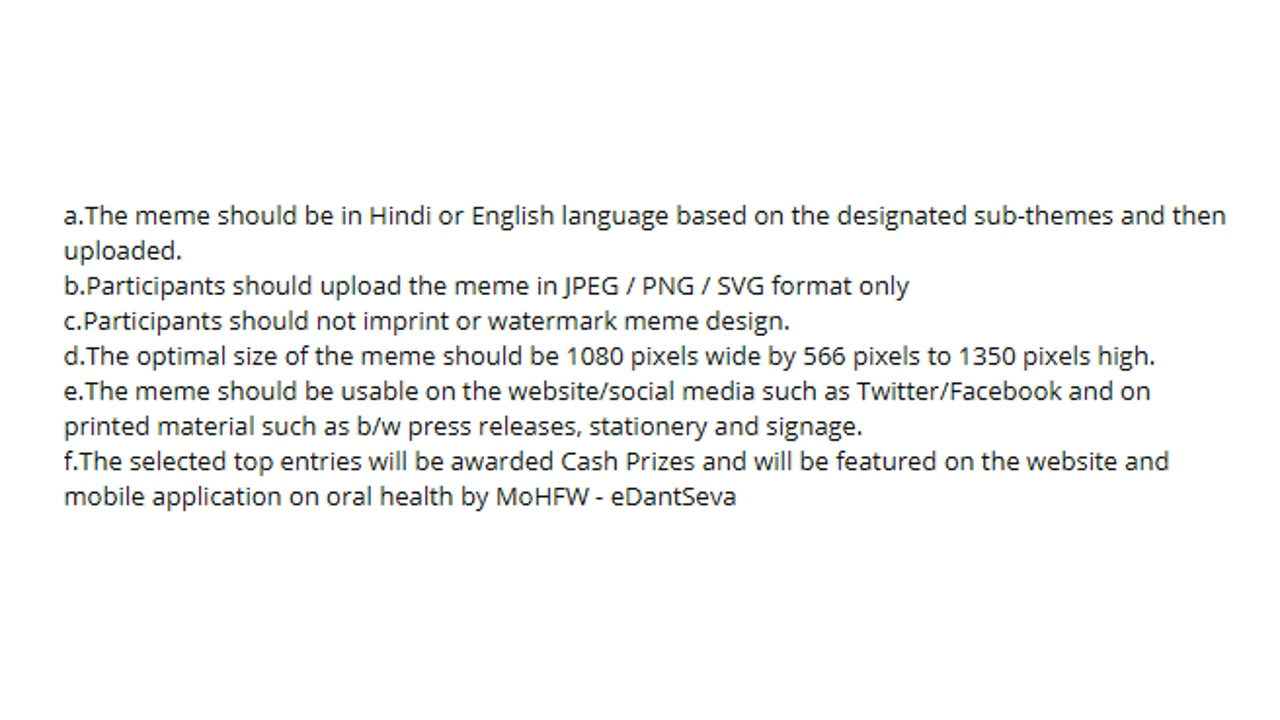 a.The meme should be in Hindi or English language based on the designated sub-themes and then
uploaded.
b.Participants should upload the meme in JPEG / PNG / SVG format only
c.Participants should not imprint or watermark meme design.
d.The optimal size of the meme should be 1080 pixels wide by 566 pixels to 1350 pixels high.
e.The meme should be usable on the website/social media such as Twitter/Facebook and on
printed material such as b/w press releases, stationery and signage.
f.The selected top entries will be awarded Cash Prizes and will be featured on the website and
mobile application on oral health by MoHFW - eDantSeva